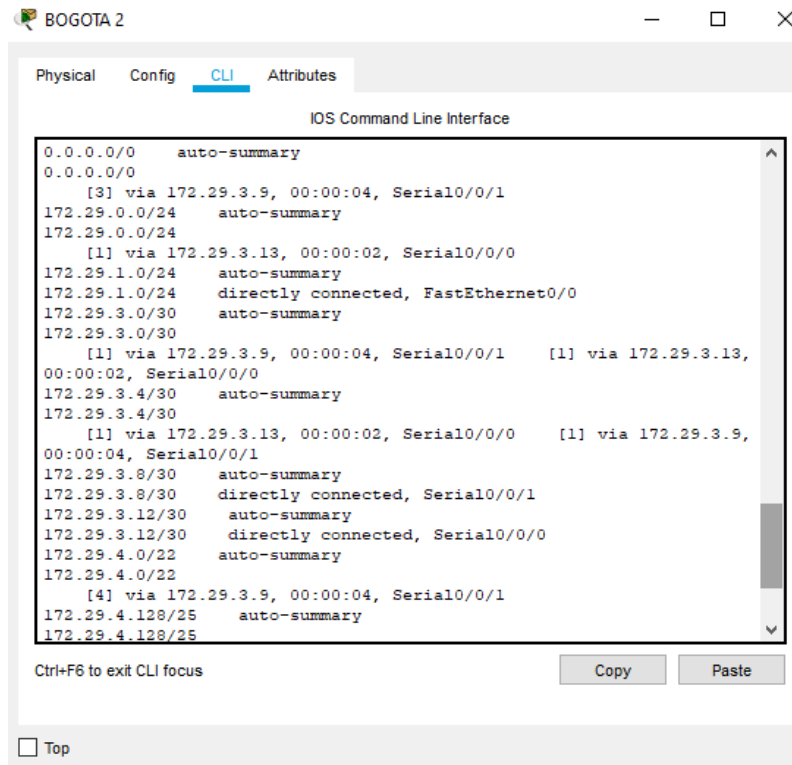 BOGOTA 2
Physical Config CLI Attributes
IOS Command Line Interface
0.0.0.0/0 auto-summary
0.0.0.0/0
[3] via 172.29.3.9, 00:00:04, Serial0/0/1
172.29.0.0/24 auto-summary
172.29.0.0/24
[1] via 172.29.3.13, 00:00:02, Serial0/0/0
172.29.1.0/24 auto-summary
172.29.1.0/24 directly connected, FastEthernet0/0
172.29.3.0/30 auto-summary
172.29.3.0/30
[1] via 172.29.3.9, 00:00:04, Serial0/0/1 [1] via 172.29.3.13,
00:00:02, Serial0/0/0
172.29.3.4/30 auto-summary
172.29.3.4/30
[1] via 172.29.3.13, 00:00:02, Serial0/0/0 [1] via 172.29.3.9,
00:00:04, Serial0/0/1
172.29.3.8/30 auto-summary
172.29.3.8/30 directly connected, Serial0/0/1
172.29.3.12/30 auto-summary
172.29.3.12/30 directly connected, Serial0/0/0
172.29.4.0/22 auto-summary
172.29.4.0/22
[4] via 172.29.3.9, 00:00:04, Serial0/0/1
172.29.4.128/25 auto-summary
172.29.4.128/25
Ctrl+F6 to exit CLI focus
Copy Paste
Top